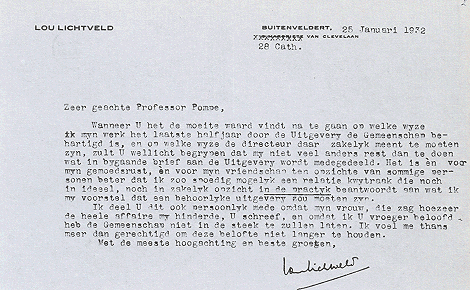 LOU LICHTVELD
BUITENVELDERT, 25 Januari 1932
VAN CLEVELAAN
28 Cath.
Zeer geachte Professor Pompe,
Wanneer U het de moeite waard vindt na te gaan op welke wyze
ik myn werk het laatste halfjaar door de Uitgevery de Gemeenschap be-
hartigd is, en op welke wyze de directeur daar zakelyk meent te moeten
zyn, zult U wellicht begrypen dat my niet veel anders rest dan te doen
wat in bygaande brief aan de Uitgevery wordt medegedeeld. Het is èn voor
myn gemoedsrust, èn voor myn vriendschap ten opzichte van sommige per-
sonen beter dat ik zoo spoedig mogelyk een relatie kwytraak die noch
in ideeel, noch in zakelyk opzicht in de practyk beantwoordt aan wat ik
my voorstel dat een behoorlyke uitgevery zou moeten zyn.
Ik deel U dit ook persoonlyk mede omdat myn vrouw, die zag hoezeer
de heele affaire my hinderde, U schreef, en omdat ik U vroeger beloofd
heb de Gemeenschap niet in de steek te zullen laten. Ik voel me thans
meer dan gerechtigd om deze belofte niet langer te houden.
Met de meeste hoogachting en beste groeten,
Lou Lichtveld